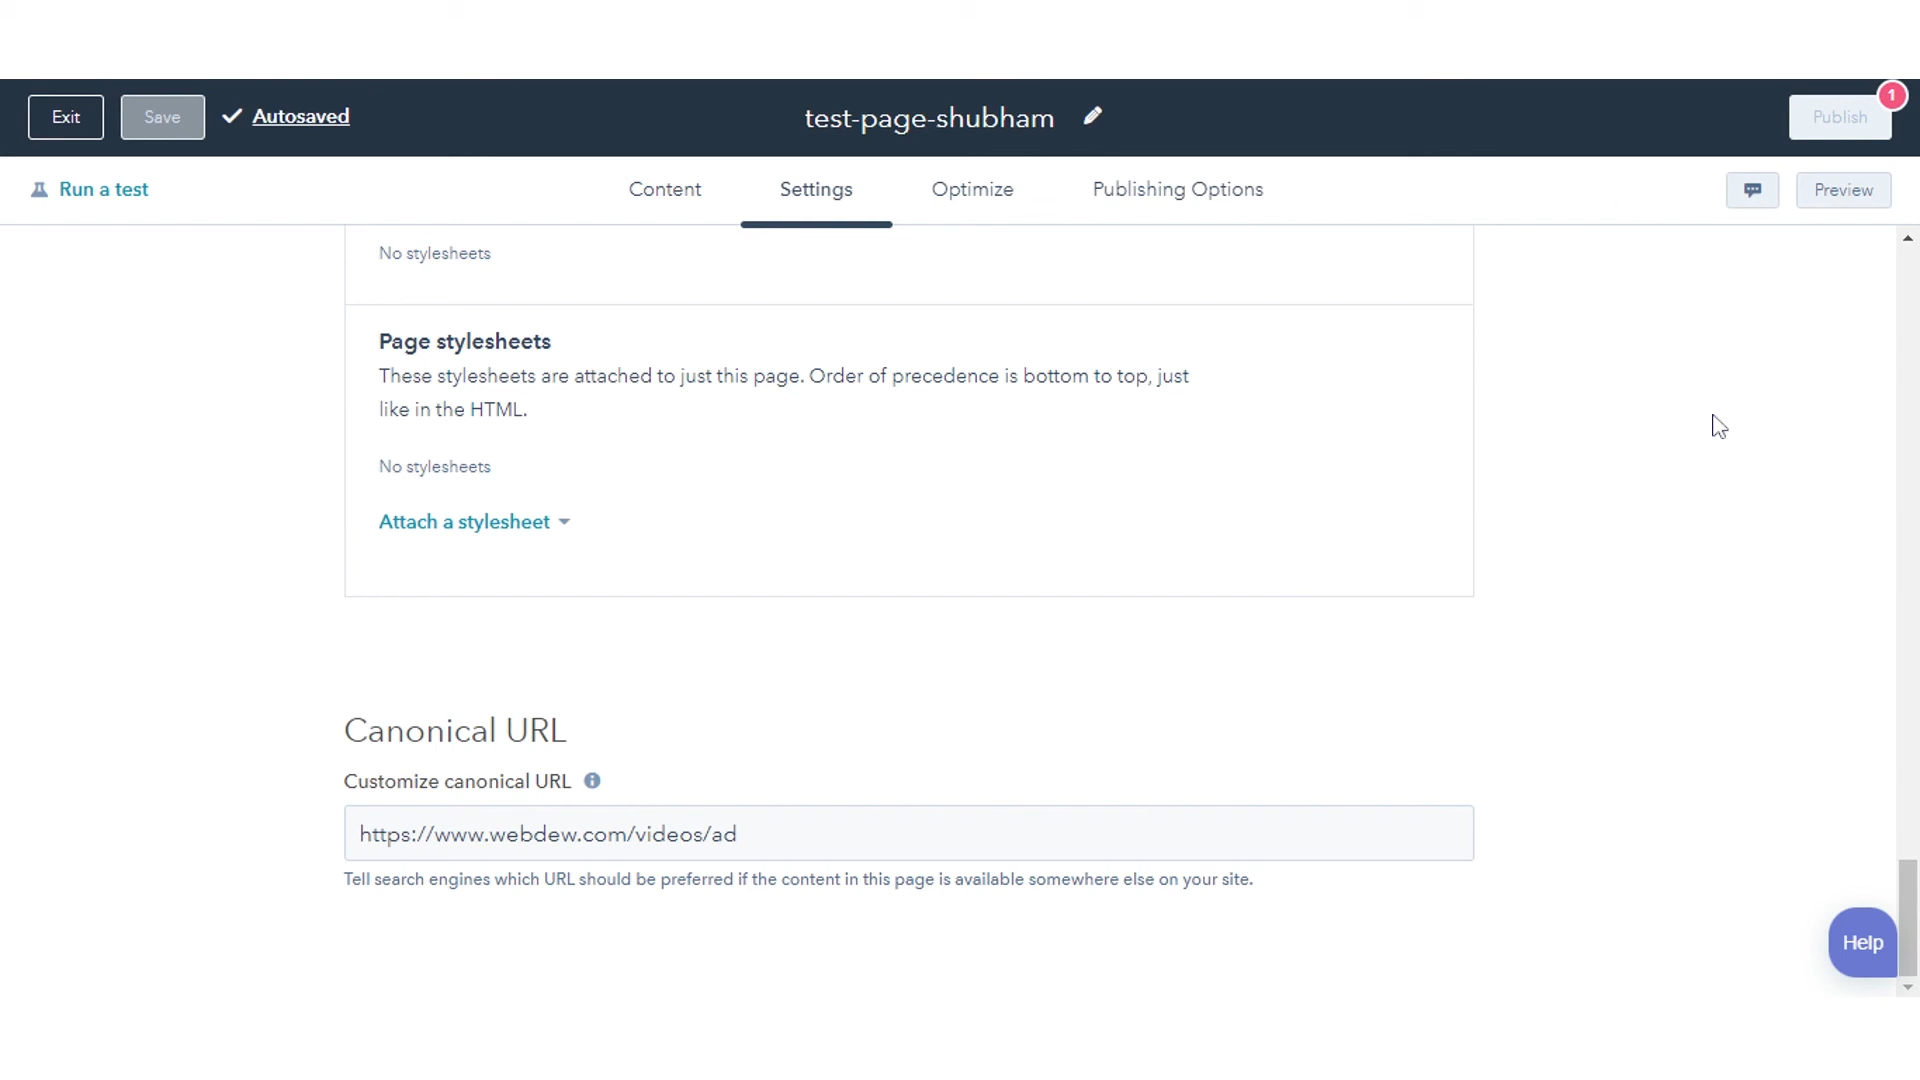 Exit
Save
Autosaved
test-page-shubham
Publish
1
Run a test
Content
Settings
Optimize
Publishing Options
Preview
No stylesheets
Page stylesheets
These stylesheets are attached to just this page. Order of precedence is bottom to top, just
like in the HTML.
No stylesheets
Attach a stylesheet
Canonical URL
Customize canonical URL
https://www.webdew.com/videos/ad
Tell search engines which URL should be preferred if the content in this page is available somewhere else on your site.
Help